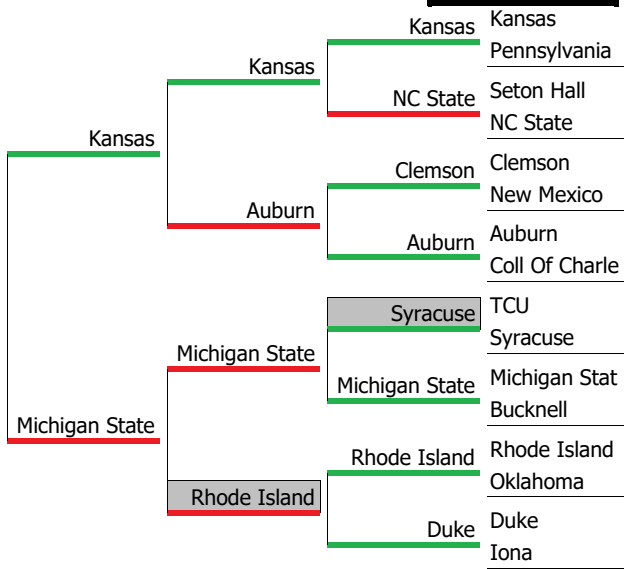 Kansas
Kansas
Pennsylvania
Kansas
NC State
Seton Hall
NC State
Kansas
Clemson
Clemson
New Mexico
Auburn
Auburn
Auburn
Coll Of Charle
Syracuse
TCU
Syracuse
Michigan State
Michigan State
Michigan Stat
Bucknell
Michigan State
Rhode Island
Rhode Island
Oklahoma
Rhode Island
Duke
Duke
Iona